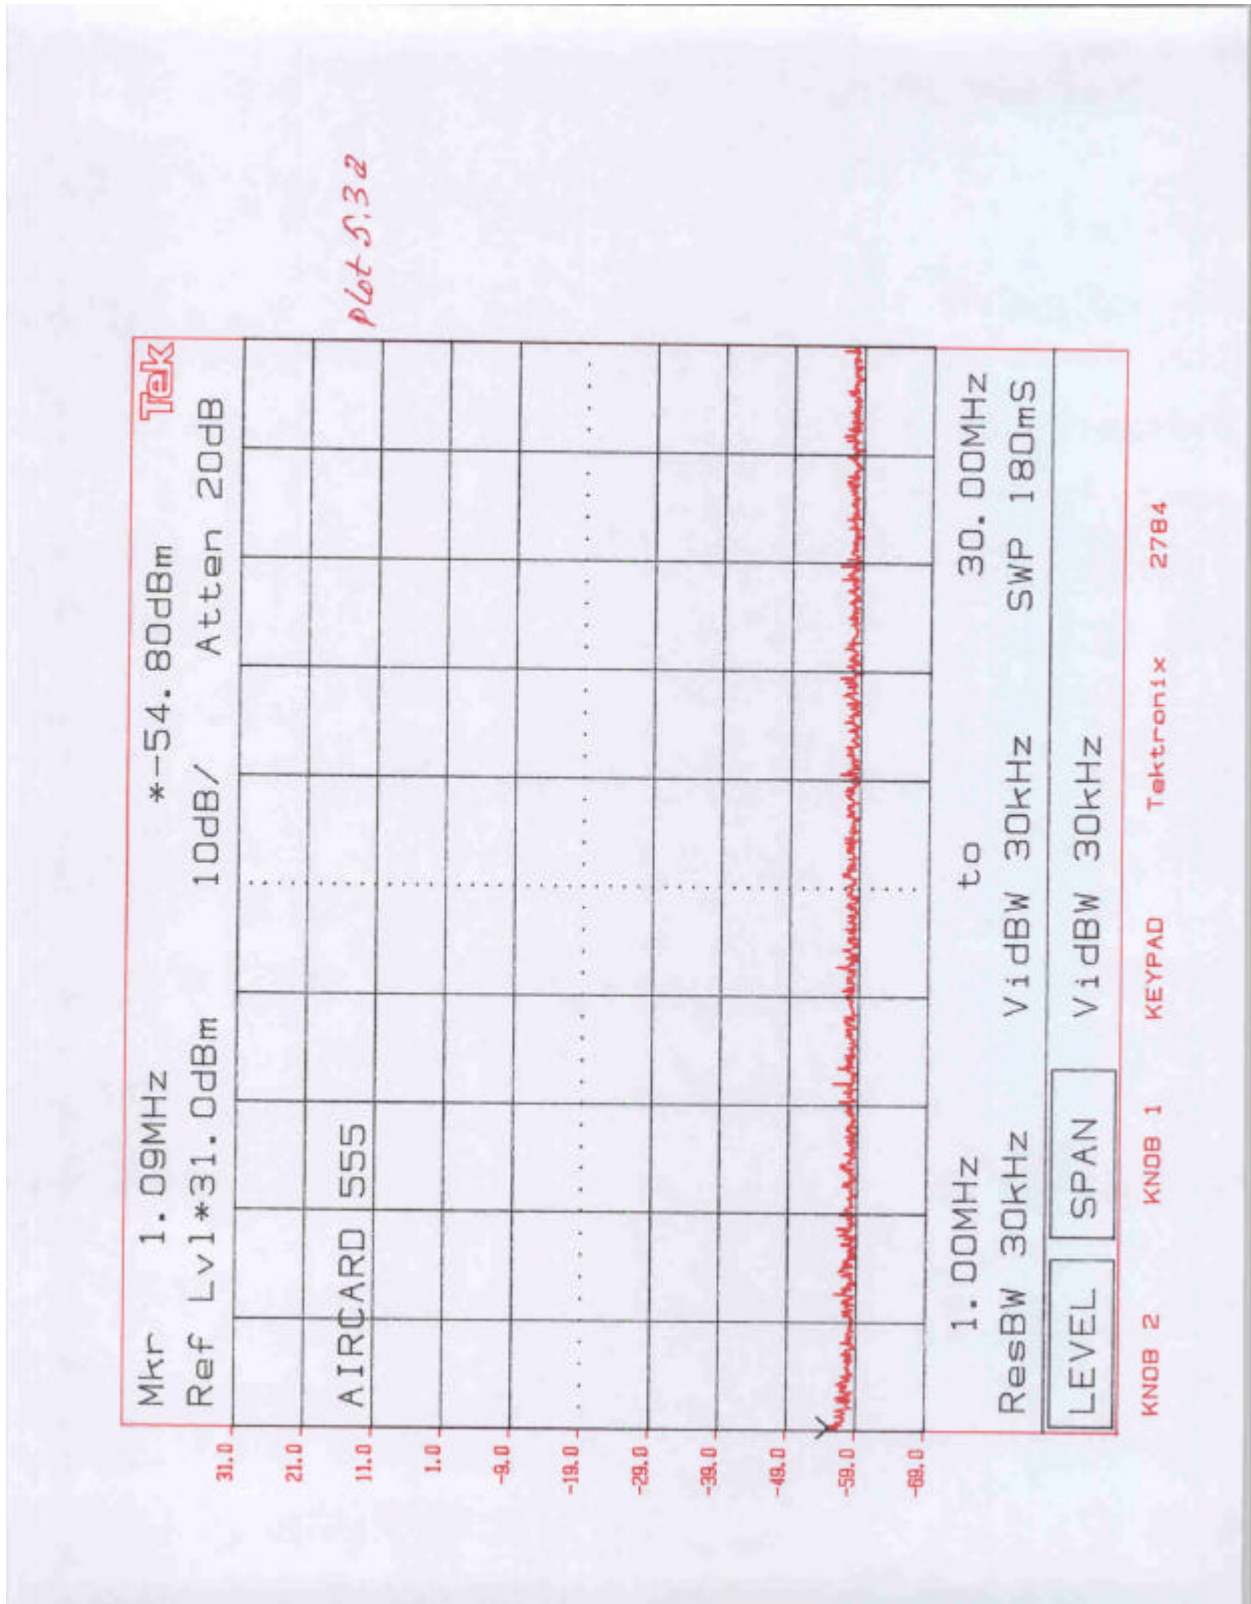 Plot 5.3d
Mkr 1.09MHz *-54.80dBm Tek
Ref Lvl*31.0dBm 10dB/ Atten 20dB
31.0
21.0
AIRCARD 555
11.0
1.0
-9.0
-19.0
-29.0
-39.0
-49.0
-59.0
-69.0
1.00MHz to 30.00MHz
ResBW 30kHz VidBW 30kHz SWP 180mS
LEVEL SPAN VidBW 30kHz
KNOB 2 KNOB 1 KEYPAD Tektronix 2784